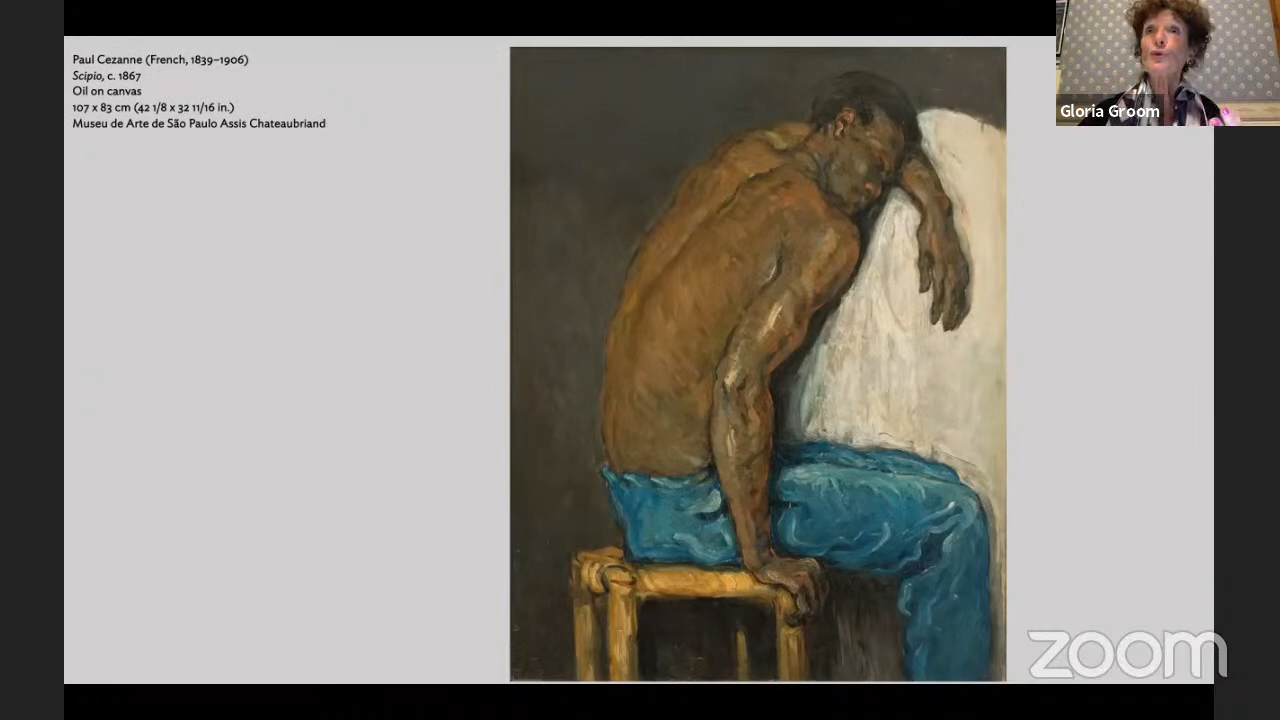 Paul Cezanne (French, 1839–1906)
Scipio, c. 1867
Oil on canvas
107 x 83 cm (42 1/8 x 32 11/16 in.)
Museu de Arte de São Paulo Assis Chateaubriand
Gloria Groom
zoom